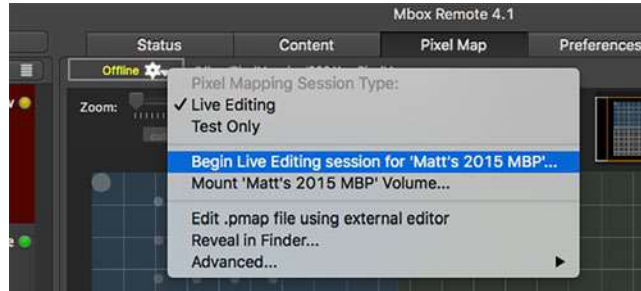 Mbox Remote 4.1
Status Content Pixel Map Preferences
Offline
Pixel Mapping Session Type:
Zoom:
✓ Live Editing
Test Only
Begin Live Editing session for 'Matt's 2015 MBP'...
Mount 'Matt's 2015 MBP' Volume...
Edit .pmap file using external editor
Reveal in Finder...
Advanced...